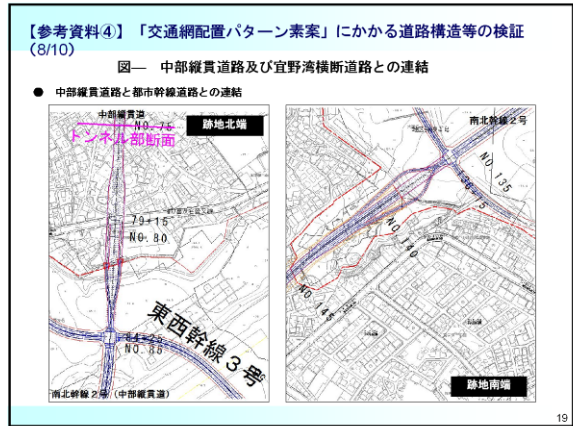 【参考資料④】「交通網配置パターン素案」にかかる道路構造等の検証
（8/10）
図― 中部縦貫道路及び宜野湾横断道路との連結
● 中部縦貫道路と都市幹線道路との連結
中部縦貫道
NO.75
トンネル部断面
跡地北端
79+15
NO.80
東西幹線3号
NO.85
南北幹線2号（中部縦貫道）
南北幹線2号
NO.135
136+15
NO.140
NO.145
跡地南端
19